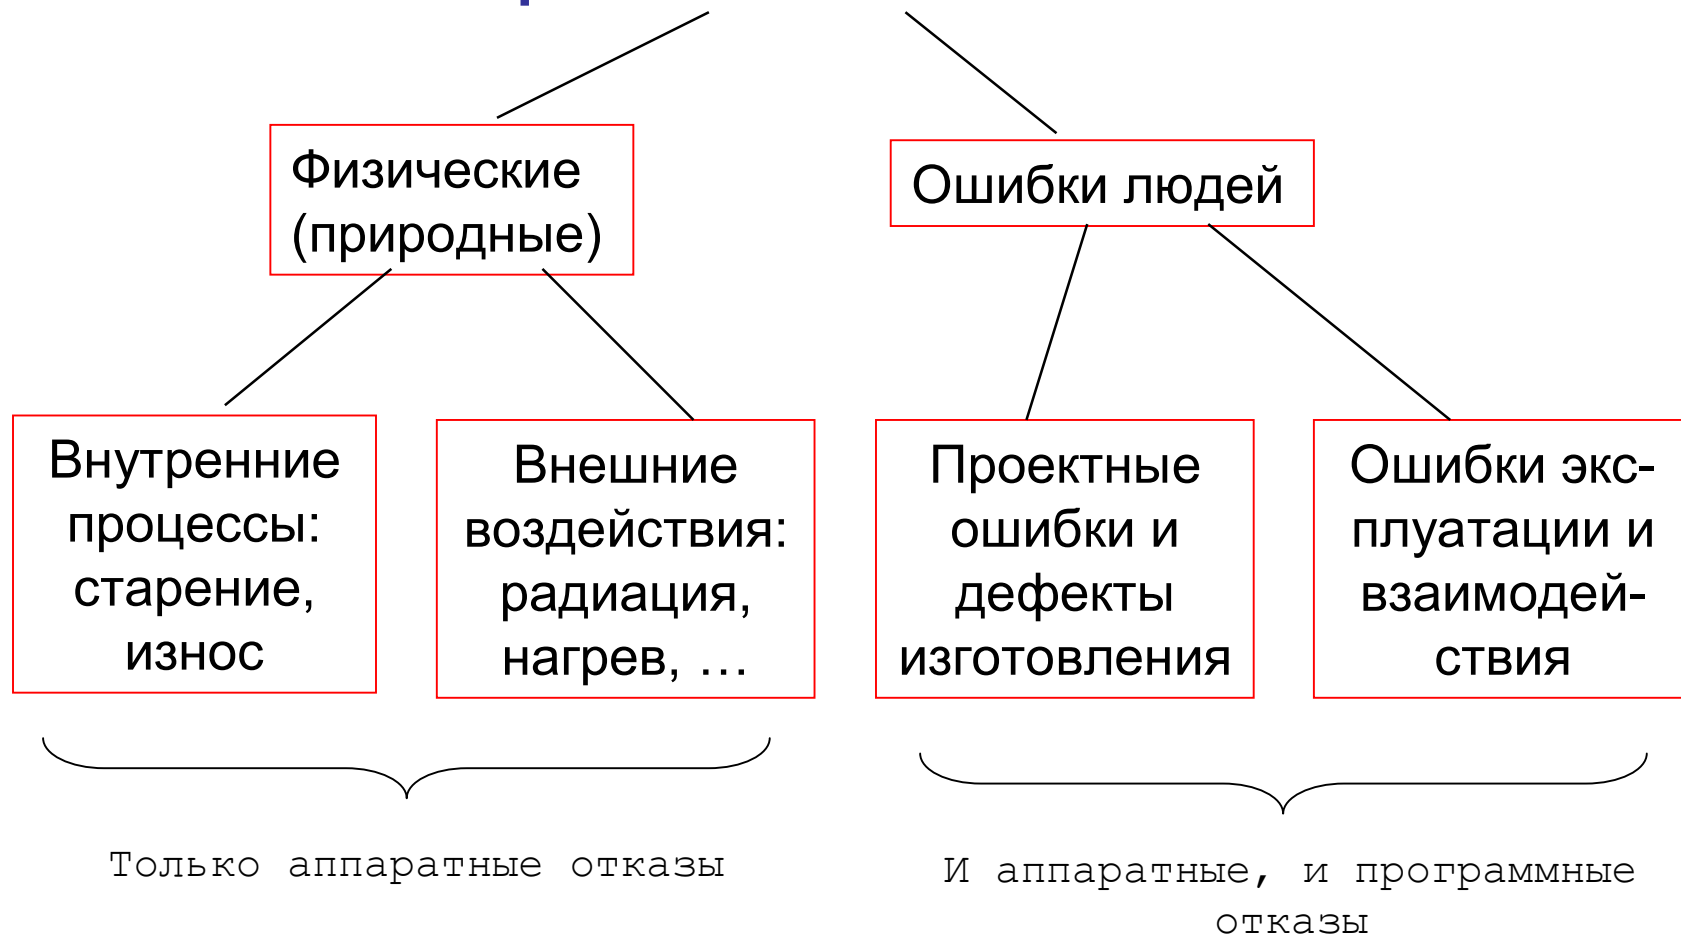 Физические
(природные)
Ошибки людей
Внутренние
процессы:
старение,
износ
Внешние
воздействия:
радиация,
нагрев, …
Проектные
ошибки и
дефекты
изготовления
Ошибки экс-
плуатации и
взаимодей-
ствия
Только аппаратные отказы
И аппаратные, и программные
отказы